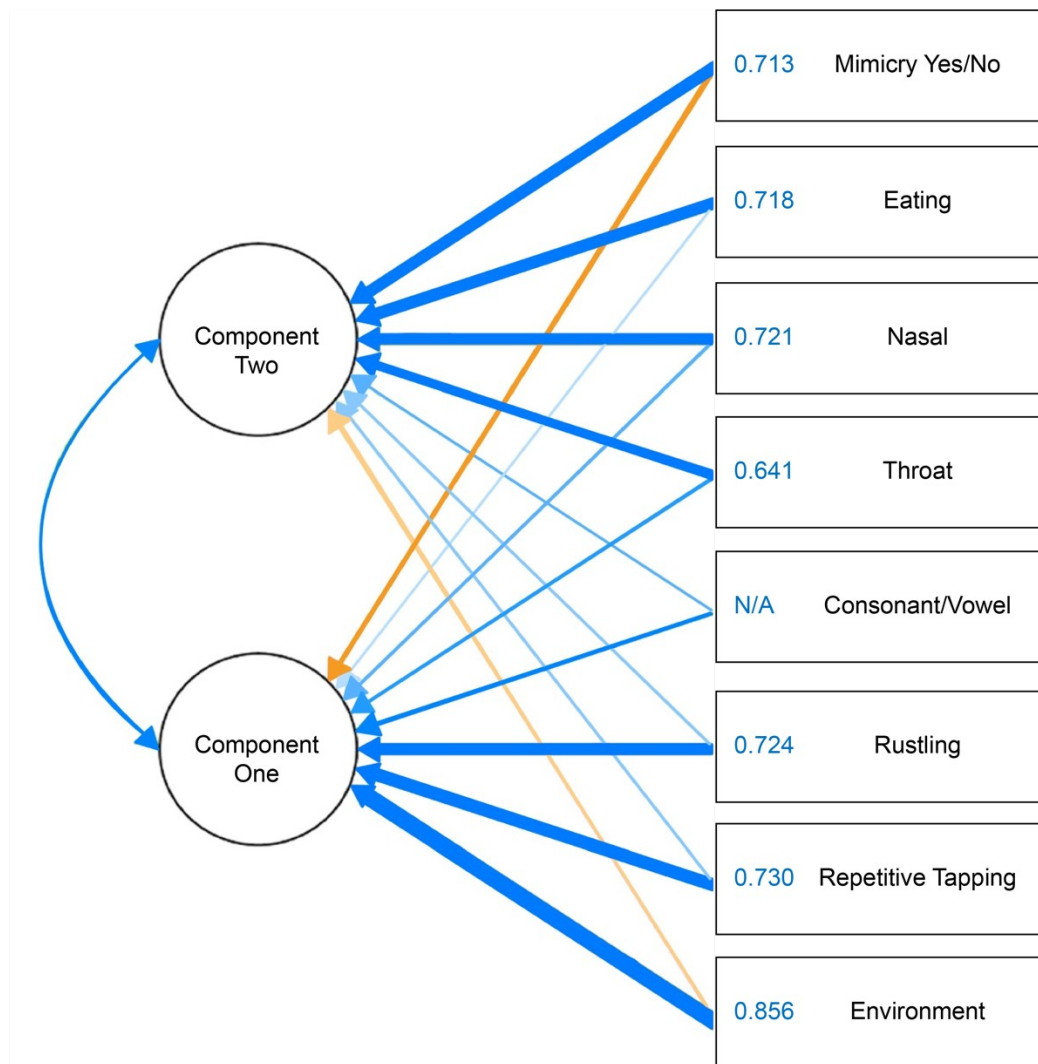 0.713 Mimicry Yes/No
0.718 Eating
0.721 Nasal
0.641 Throat
N/A Consonant/Vowel
0.724 Rustling
0.730 Repetitive Tapping
0.856 Environment
Component
Two
Component
One